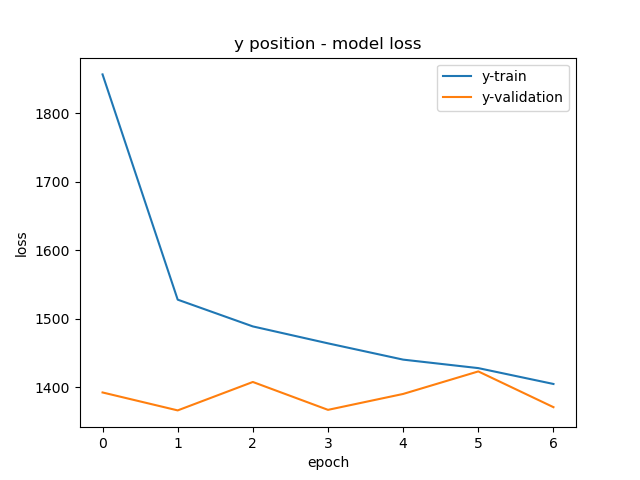 y position - model loss
y-train
y-validation
1800
1700
1600
1500
1400
loss
0 1 2 3 4 5 6
epoch